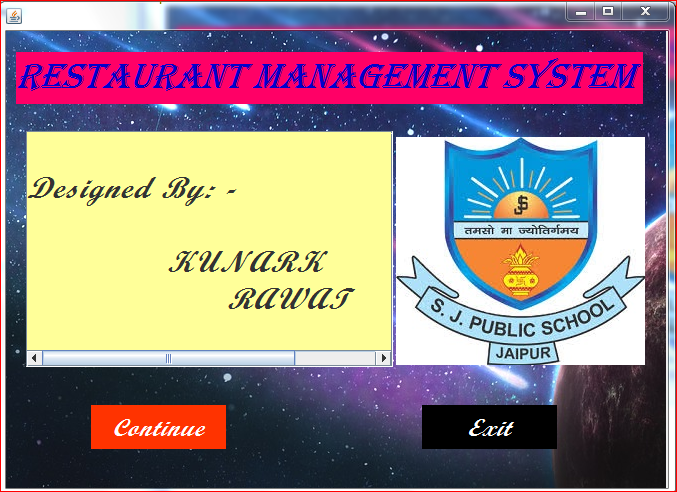 RESTAURANT MANAGEMENT SYSTEM
Designed By: -
KUNARK
RAWAT
तमसो मा ज्योतिर्गमय
S. J. PUBLIC SCHOOL
JAIPUR
Continue
Exit